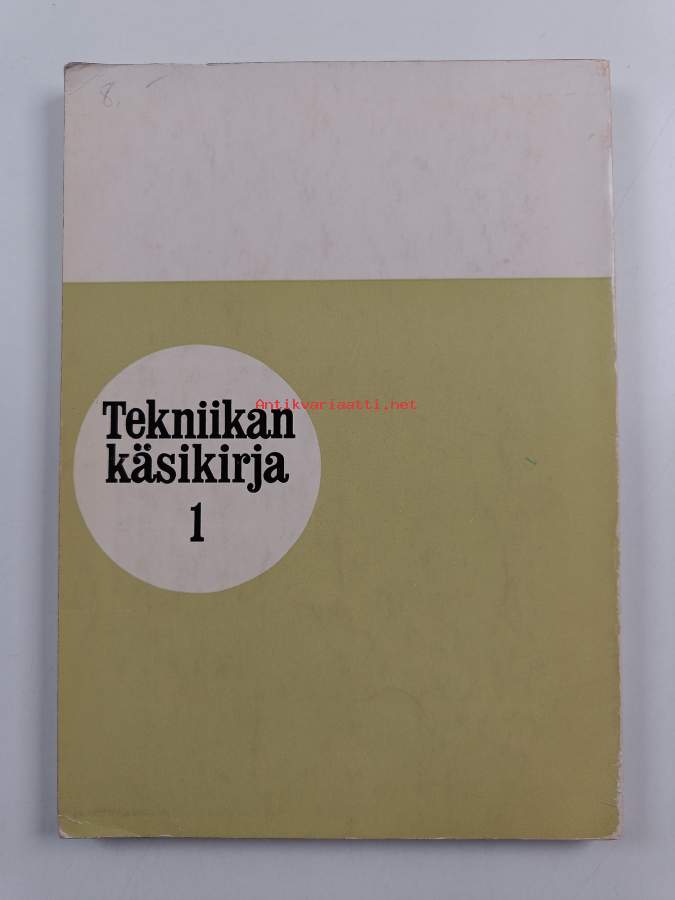 8,
Antikvariaatti.net
Tekniikan
käsikirja
1